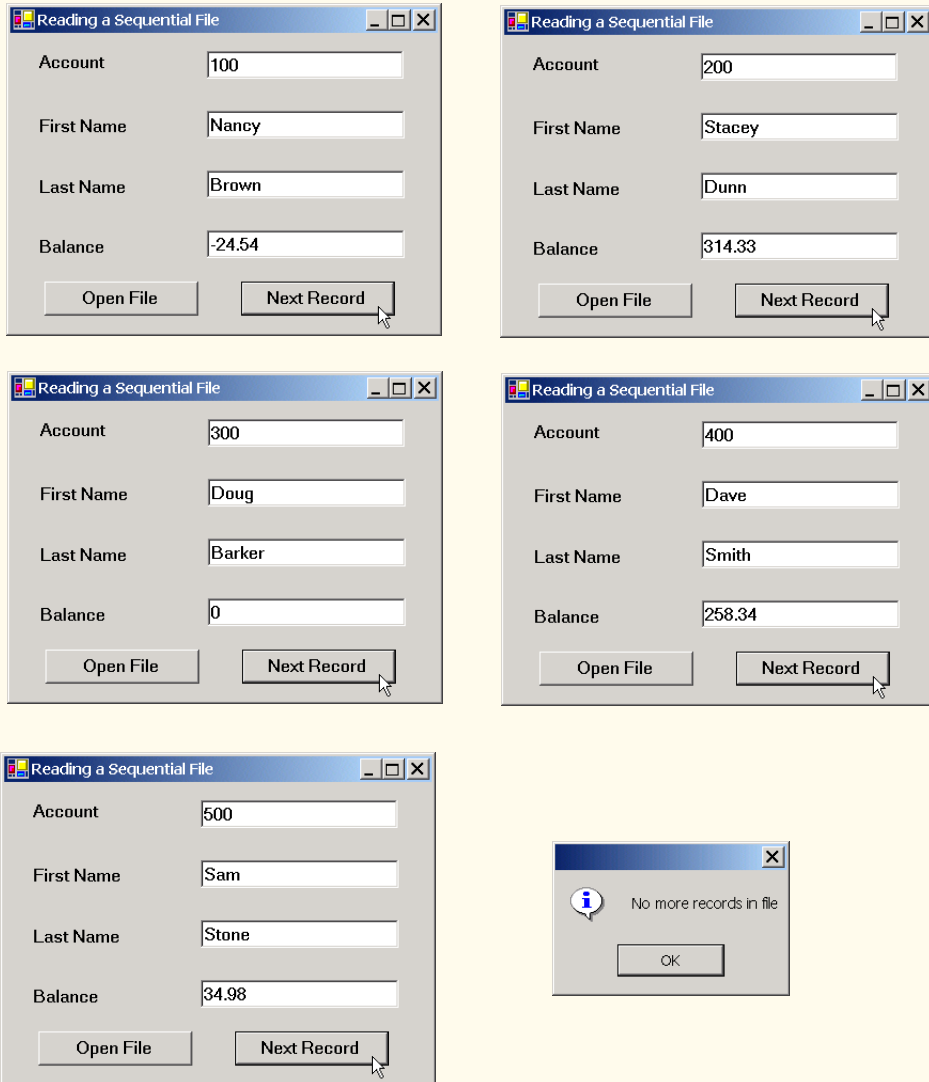 Reading a Sequential File
Account 100
First Name Nancy
Last Name Brown
Balance -24.54
Open File Next Record
Reading a Sequential File
Account 200
First Name Stacey
Last Name Dunn
Balance 314.33
Open File Next Record
Reading a Sequential File
Account 300
First Name Doug
Last Name Barker
Balance 0
Open File Next Record
Reading a Sequential File
Account 400
First Name Dave
Last Name Smith
Balance 258.34
Open File Next Record
Reading a Sequential File
Account 500
First Name Sam
Last Name Stone
Balance 34.98
Open File Next Record
No more records in file
OK